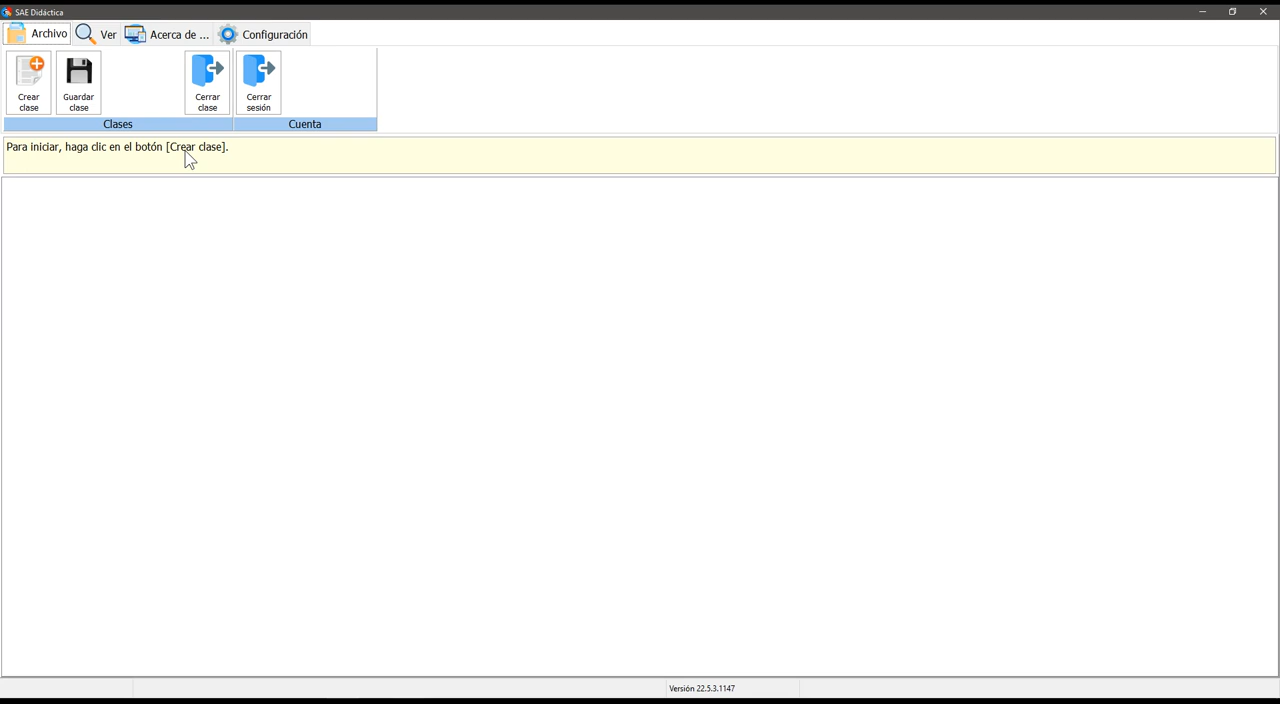 SAE Didáctica
Archivo
Ver
Acerca de ...
Configuración
Crear
clase
Guardar
clase
Cerrar
clase
Cerrar
sesión
Clases
Cuenta
Para iniciar, haga clic en el botón [Crear clase].
Versión 22.5.3.1147